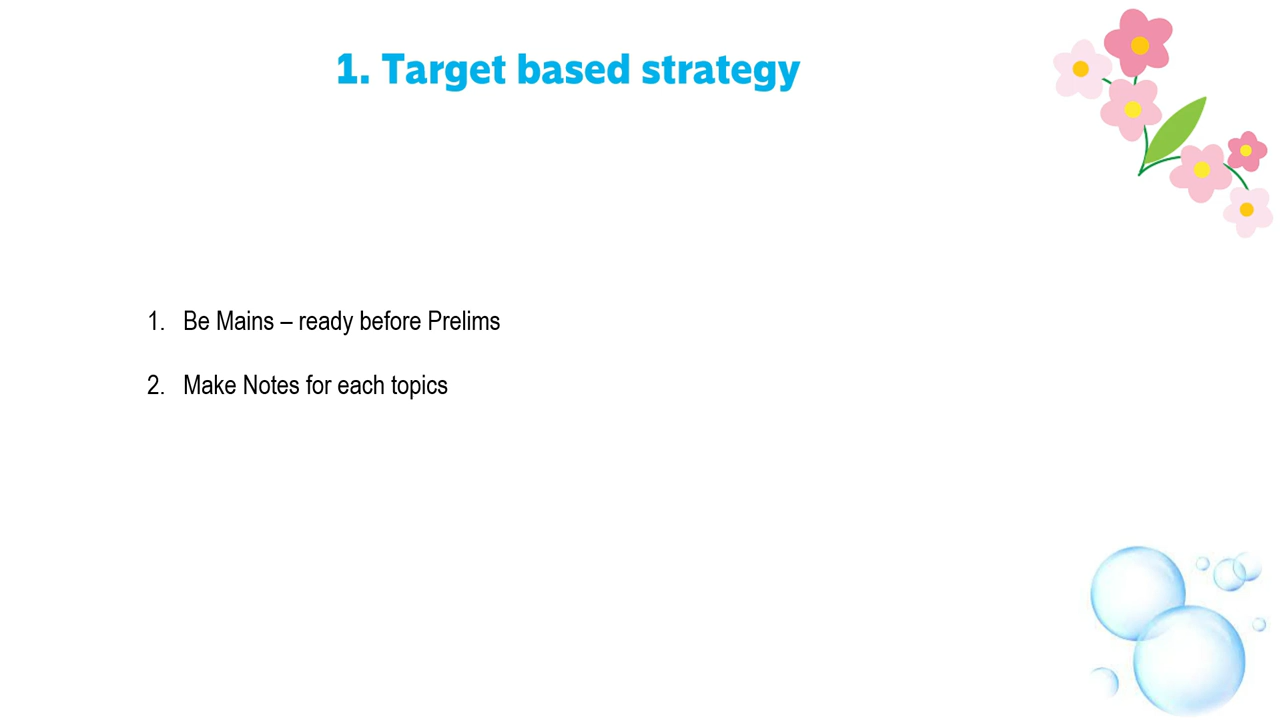 1. Target based strategy
1. Be Mains – ready before Prelims
2. Make Notes for each topics